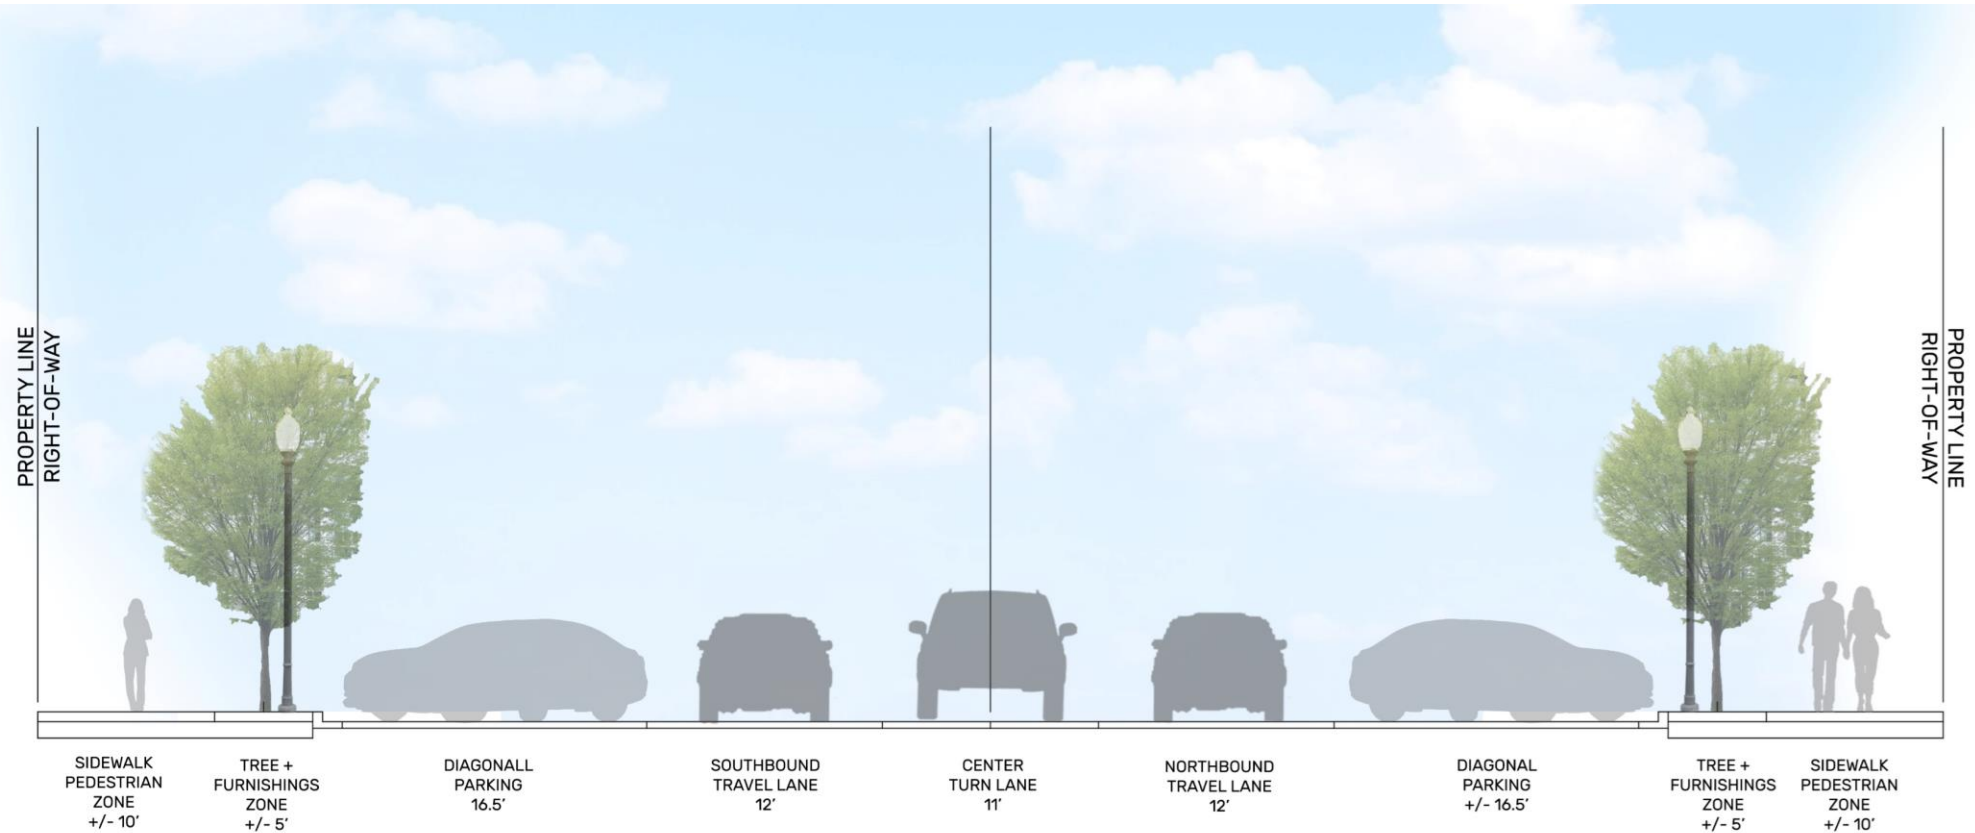 PROPERTY LINE
RIGHT-OF-WAY
SIDEWALK
PEDESTRIAN
ZONE
+/- 10'
TREE +
FURNISHINGS
ZONE
+/- 5'
DIAGONALL
PARKING
16.5'
SOUTHBOUND
TRAVEL LANE
12'
CENTER
TURN LANE
11'
NORTHBOUND
TRAVEL LANE
12'
DIAGONAL
PARKING
+/- 16.5'
TREE +
FURNISHINGS
ZONE
+/- 5'
SIDEWALK
PEDESTRIAN
ZONE
+/- 10'
PROPERTY LINE
RIGHT-OF-WAY